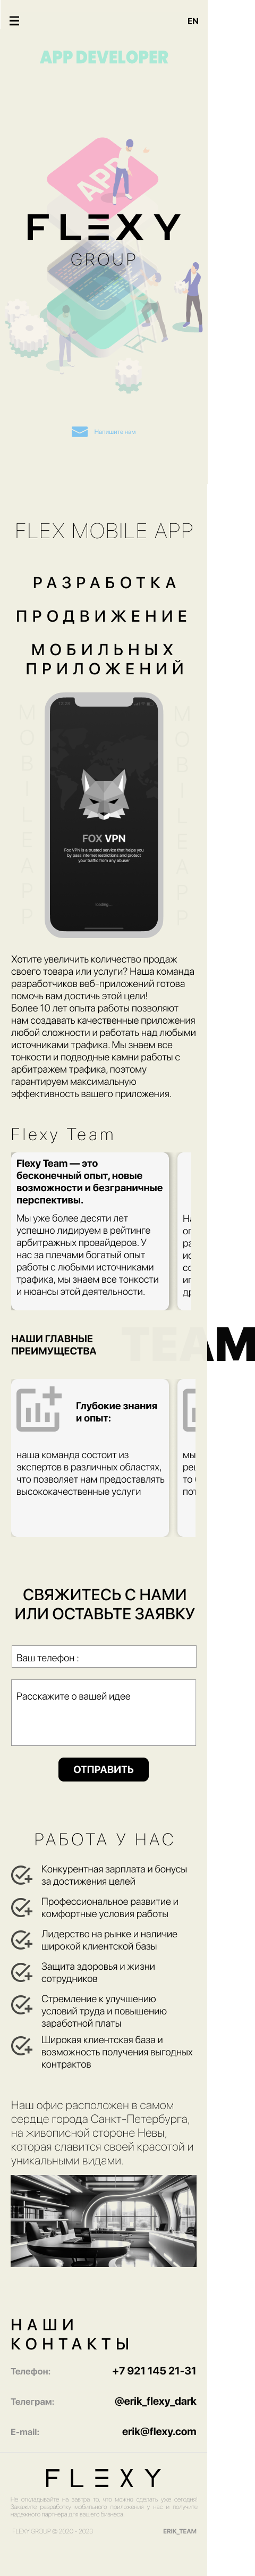 EN
APP DEVELOPER
APP
FLEXY
GROUP
Напишите нам
FLEX MOBILE APP
РАЗРАБОТКА
ПРОДВИЖЕНИЕ
МОБИЛЬНЫХ
ПРИЛОЖЕНИЙ
MOBILEAPP
MOBILEAPP
FOX VPN
Fox VPN is a trusted service that helps you
by pass internet restrictions and protect
your traffic from any abuser
loading...
Хотите увеличить количество продаж
своего товара или услуги? Наша команда
разработчиков веб-приложений готова
помочь вам достичь этой цели!
Более 10 лет опыта работы позволяют
нам создавать качественные приложения
любой сложности и работать над любыми
источниками трафика. Мы знаем все
тонкости и подводные камни работы с
арбитражем трафика, поэтому
гарантируем максимальную
эффективность вашего приложения.
Flexy Team
Flexy Team — это
бесконечный опыт, новые
возможности и безграничные
перспективы.
Мы уже более десяти лет
успешно лидируем в рейтинге
арбитражных провайдеров. У
нас за печами богатый опыт
работы с любыми источниками
трафика, мы знаем все тонкости
и нюансы этой деятельности.
НАШИ ГЛАВНЫЕ
ПРЕИМУЩЕСТВА
TEAM
Глубокие знания
и опыт:
наша команда состоит из
экспертов в различных областях,
что позволяет нам предоставлять
высококачественные услуги
СВЯЖИТЕСЬ С НАМИ
ИЛИ ОСТАВЬТЕ ЗАЯВКУ
Ваш телефон :
Расскажите о вашей идее
ОТПРАВИТЬ
РАБОТА У НАС
Конкурентная зарплата и бонусы
за достижения целей
Профессиональное развитие и
комфортные условия работы
Лидерство на рынке и наличие
широкой клиентской базы
Защита здоровья и жизни
сотрудников
Стремление к улучшению
условий труда и повышению
заработной платы
Широкая клиентская база и
возможность получения выгодных
контрактов
Наш офис расположен в самом
сердце города Санкт-Петербурга,
на живописной стороне Невы,
которая славится своей красотой и
уникальными видами.
НАШИ
КОНТАКТЫ
Телефон:
+7 921 145 21-31
Телеграм:
@erik_flexy_dark
E-mail:
erik@flexy.com
FLEXY
Не откладывайте на завтра то, что можно сделать уже сегодня!
Закажите разработку мобильного приложения у нас и получите
надежного партнера для вашего бизнеса.
FLEXY GROUP © 2020 - 2023
ERIK_TEAM